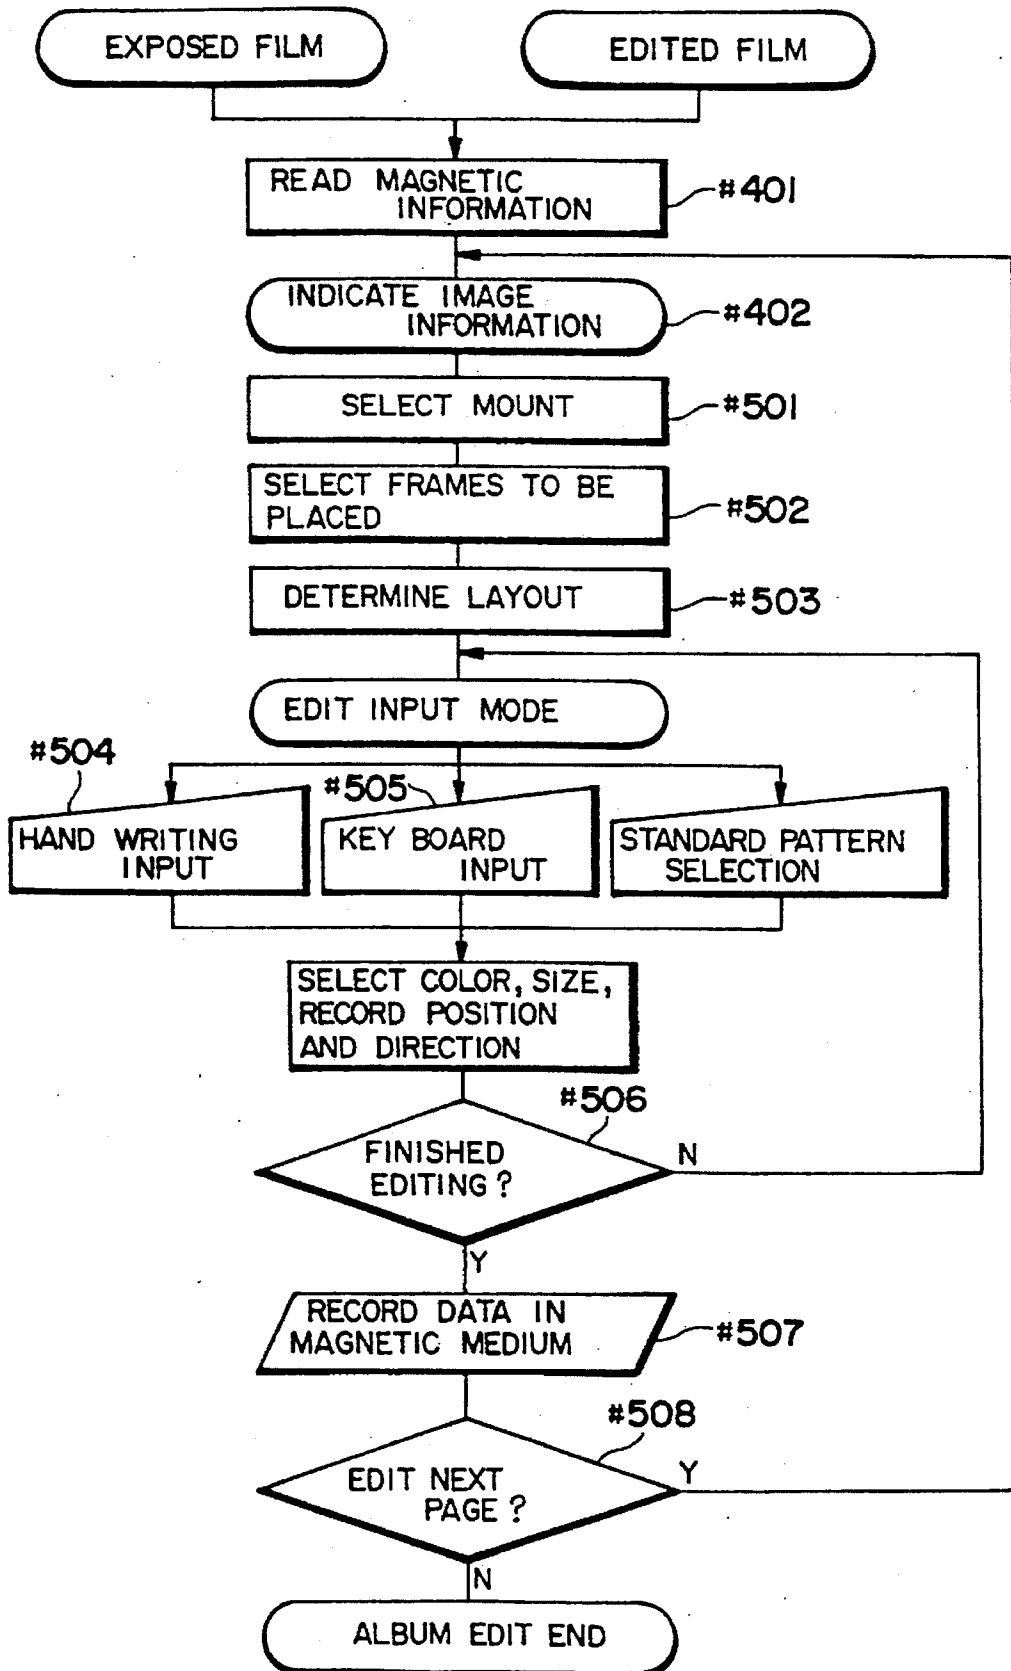 EXPOSED FILM
EDITED FILM
READ MAGNETIC
INFORMATION
#401
INDICATE IMAGE
INFORMATION
#402
SELECT MOUNT
#501
SELECT FRAMES TO BE
PLACED
#502
DETERMINE LAYOUT
#503
EDIT INPUT MODE
#504
HAND WRITING
INPUT
#505
KEY BOARD
INPUT
STANDARD PATTERN
SELECTION
SELECT COLOR, SIZE,
RECORD POSITION
AND DIRECTION
#506
FINISHED
EDITING?
N
Y
RECORD DATA IN
MAGNETIC MEDIUM
#507
#508
EDIT NEXT
PAGE?
Y
N
ALBUM EDIT END